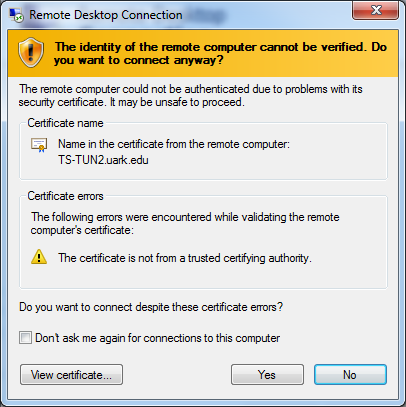 Remote Desktop Connection
The identity of the remote computer cannot be verified. Do
you want to connect anyway?
The remote computer could not be authenticated due to problems with its
security certificate. It may be unsafe to proceed.
Certificate name
Name in the certificate from the remote computer:
TS-TUN2.uark.edu
Certificate errors
The following errors were encountered while validating the remote
computer's certificate:
The certificate is not from a trusted certifying authority.
Do you want to connect despite these certificate errors?
Don't ask me again for connections to this computer
View certificate...
Yes
No